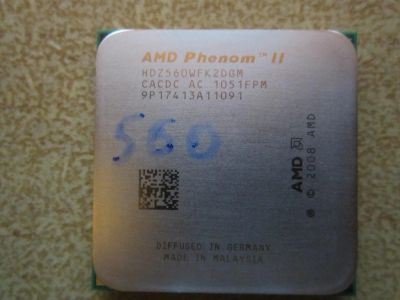 AMD Phenom™ II
HDZ560WFK2DGM
CACDC AC 1051FPM
9P17413A11091
560
AMD
® © 2008 AMD
DIFFUSED IN GERMANY
MADE IN MALAYSIA